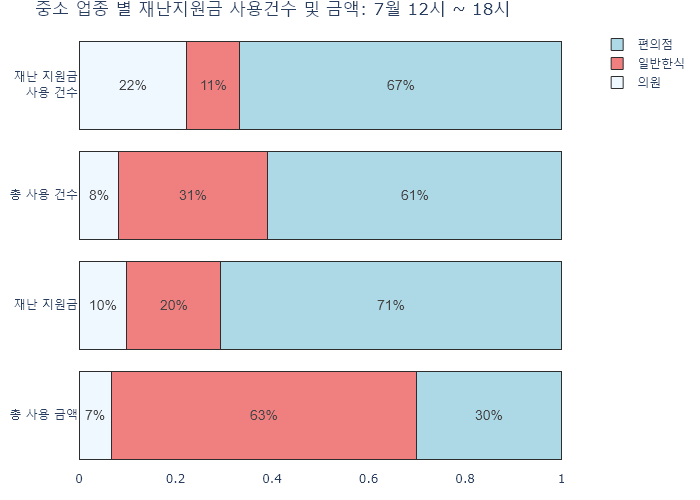 중소 업종 별 재난지원금 사용건수 및 금액: 7월 12시 ~ 18시
편의점
일반한식
의원
재난 지원금
사용 건수
22%
11%
67%
총 사용 건수
8%
31%
61%
재난 지원금
10%
20%
71%
총 사용 금액
7%
63%
30%
0
0.2
0.4
0.6
0.8
1